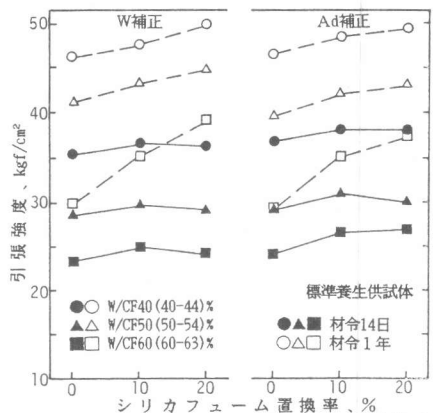 W補正
Ad補正
50
40
30
20
10
引張強度、kgf/cm²
●○ W/CF40(40-44)%
▲△ W/CF50(50-54)%
■□ W/CF60(60-63)%
標準養生供試体
●▲■ 材令14日
○△□ 材令1年
0 10 20 0 10 20
シリカフューム置換率、%